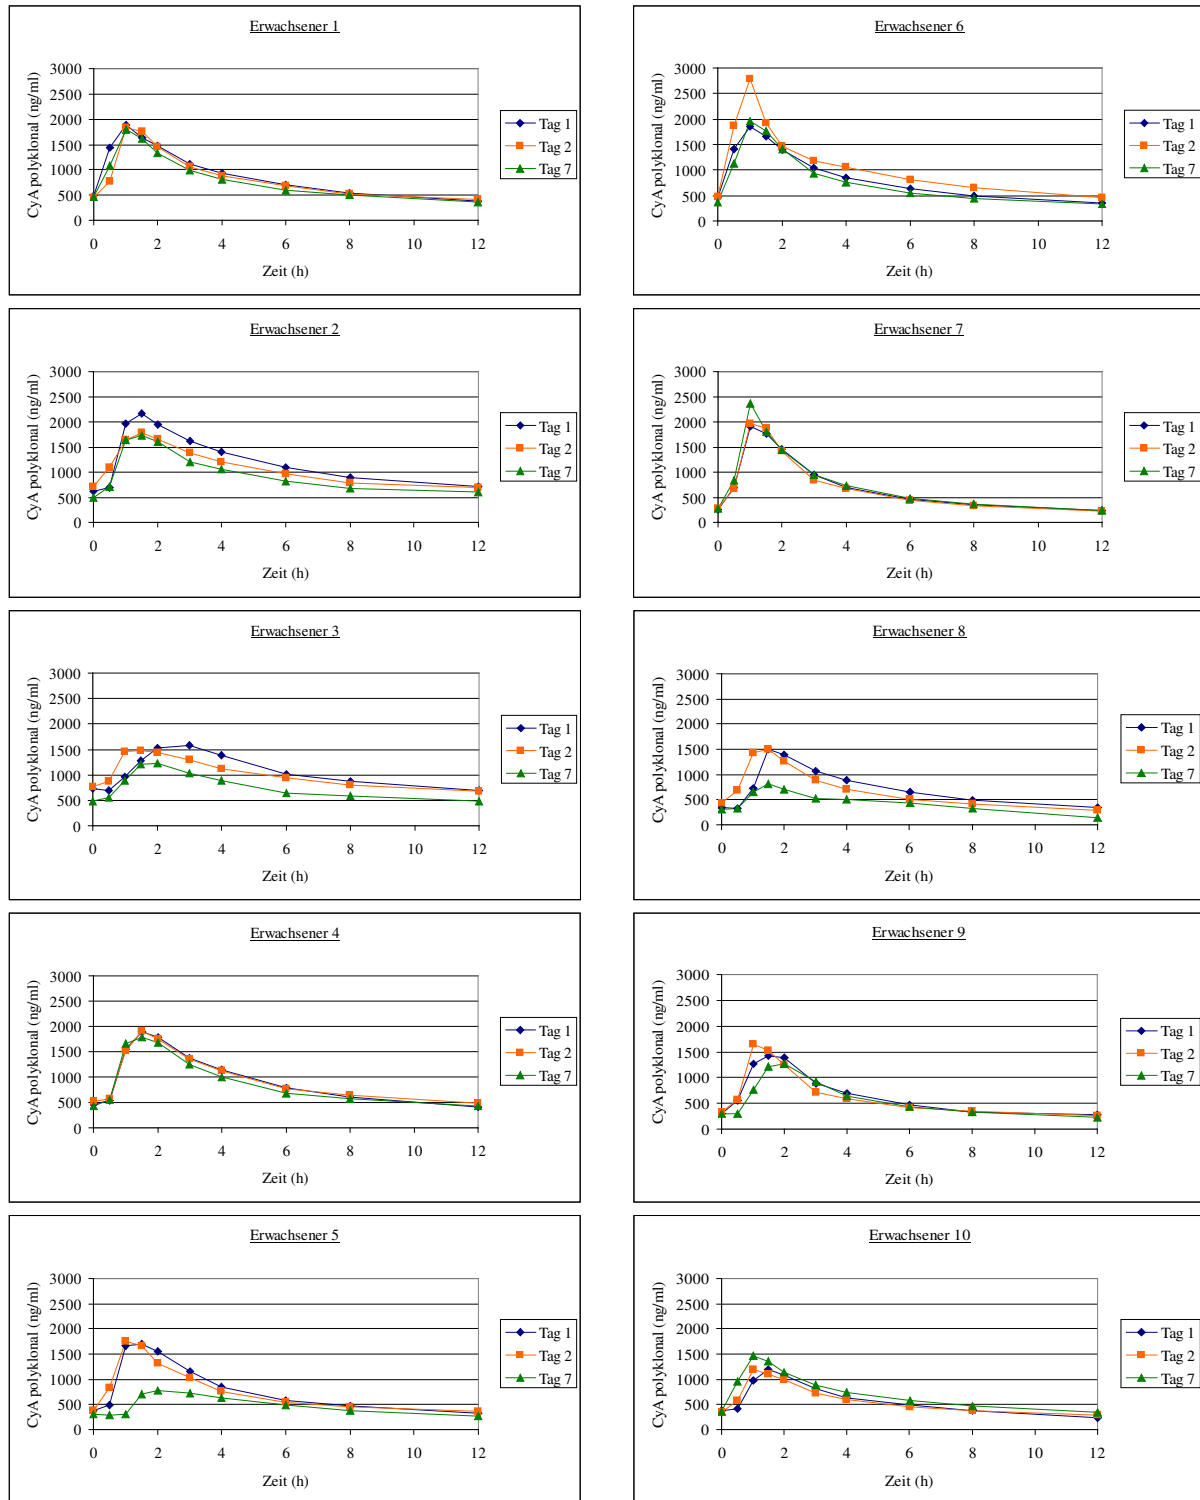 Erwachsener 1
CyA polyklonal (ng/ml)
3000
2500
2000
1500
1000
500
0
0 2 4 6 8 10 12
Zeit (h)
Tag 1
Tag 2
Tag 7
Erwachsener 6
CyA polyklonal (ng/ml)
3000
2500
2000
1500
1000
500
0
0 2 4 6 8 10 12
Zeit (h)
Tag 1
Tag 2
Tag 7
Erwachsener 2
CyA polyklonal (ng/ml)
3000
2500
2000
1500
1000
500
0
0 2 4 6 8 10 12
Zeit (h)
Tag 1
Tag 2
Tag 7
Erwachsener 7
CyA polyklonal (ng/ml)
3000
2500
2000
1500
1000
500
0
0 2 4 6 8 10 12
Zeit (h)
Tag 1
Tag 2
Tag 7
Erwachsener 3
CyA polyklonal (ng/ml)
3000
2500
2000
1500
1000
500
0
0 2 4 6 8 10 12
Zeit (h)
Tag 1
Tag 2
Tag 7
Erwachsener 8
CyA polyklonal (ng/ml)
3000
2500
2000
1500
1000
500
0
0 2 4 6 8 10 12
Zeit (h)
Tag 1
Tag 2
Tag 7
Erwachsener 4
CyA polyklonal (ng/ml)
3000
2500
2000
1500
1000
500
0
0 2 4 6 8 10 12
Zeit (h)
Tag 1
Tag 2
Tag 7
Erwachsener 9
CyA polyklonal (ng/ml)
3000
2500
2000
1500
1000
500
0
0 2 4 6 8 10 12
Zeit (h)
Tag 1
Tag 2
Tag 7
Erwachsener 5
CyA polyklonal (ng/ml)
3000
2500
2000
1500
1000
500
0
0 2 4 6 8 10 12
Zeit (h)
Tag 1
Tag 2
Tag 7
Erwachsener 10
CyA polyklonal (ng/ml)
3000
2500
2000
1500
1000
500
0
0 2 4 6 8 10 12
Zeit (h)
Tag 1
Tag 2
Tag 7